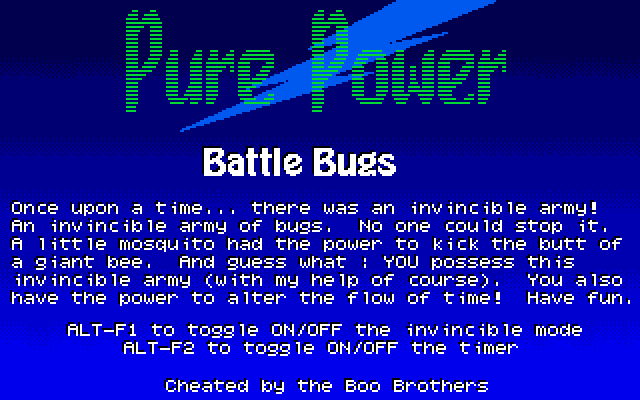 Pure Power
Battle Bugs
Once upon a time... there was an invincible army!
An invincible army of bugs.  No one could stop it.
A little mosquito had the power to kick the butt of
a giant bee.  And guess what : YOU possess this
invincible army (with my help of course).  You also
have the power to alter the flow of time!  Have fun.
ALT-F1 to toggle ON/OFF the invincible mode
ALT-F2 to toggle ON/OFF the timer
Cheated by the Boo Brothers